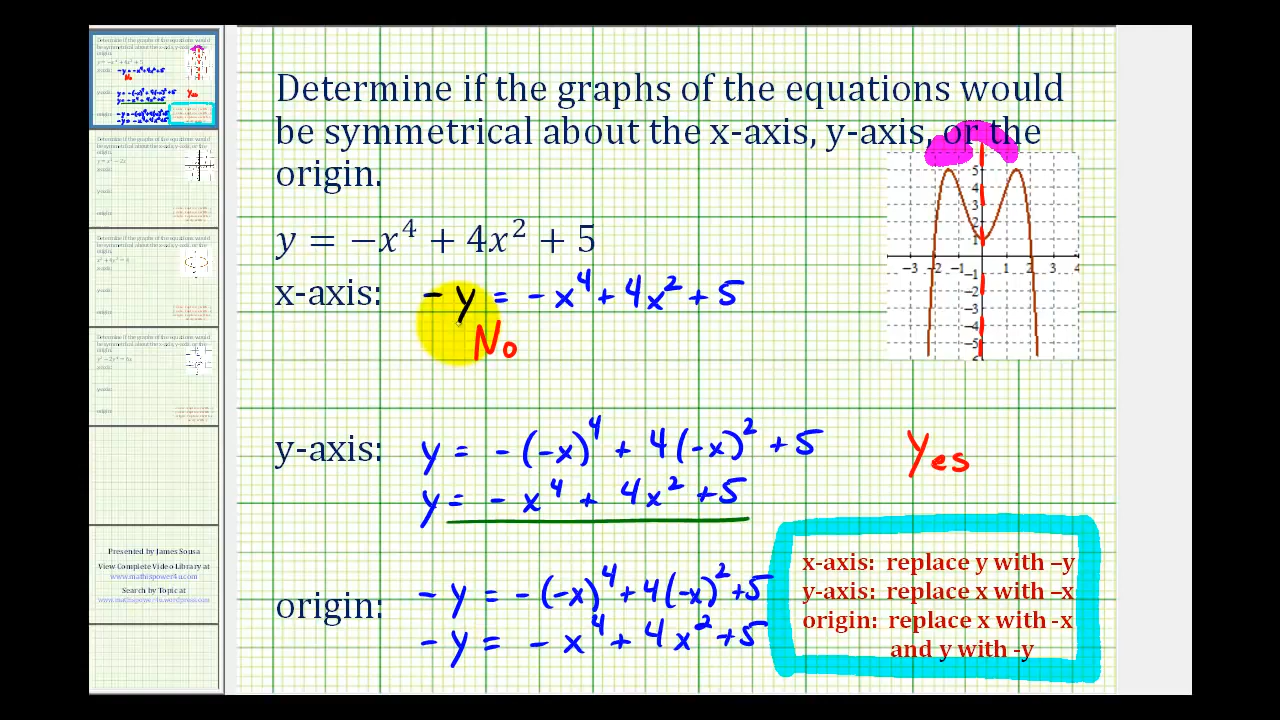 Determine if the graphs of the equations would
be symmetrical about the x-axis, y-axis, or the
origin.
y = −x⁴ + 4x² + 5
x-axis: -y = -x⁴ + 4x² + 5
No
y-axis: y = -(-x)⁴ + 4(-x)² + 5
Yes
y = -x⁴ + 4x² + 5
origin: -y = -(-x)⁴ + 4(-x)² + 5
-y = -x⁴ + 4x² + 5
x-axis: replace y with –y
y-axis: replace x with –x
origin: replace x with -x
and y with -y
5
4
3
2
1
−3 −2 −1 1 2 3 4
−1
−2
−3
−4
−5
Presented by James Sousa
View Complete Video Library at
www.mathispower4u.com
Search by Topic at